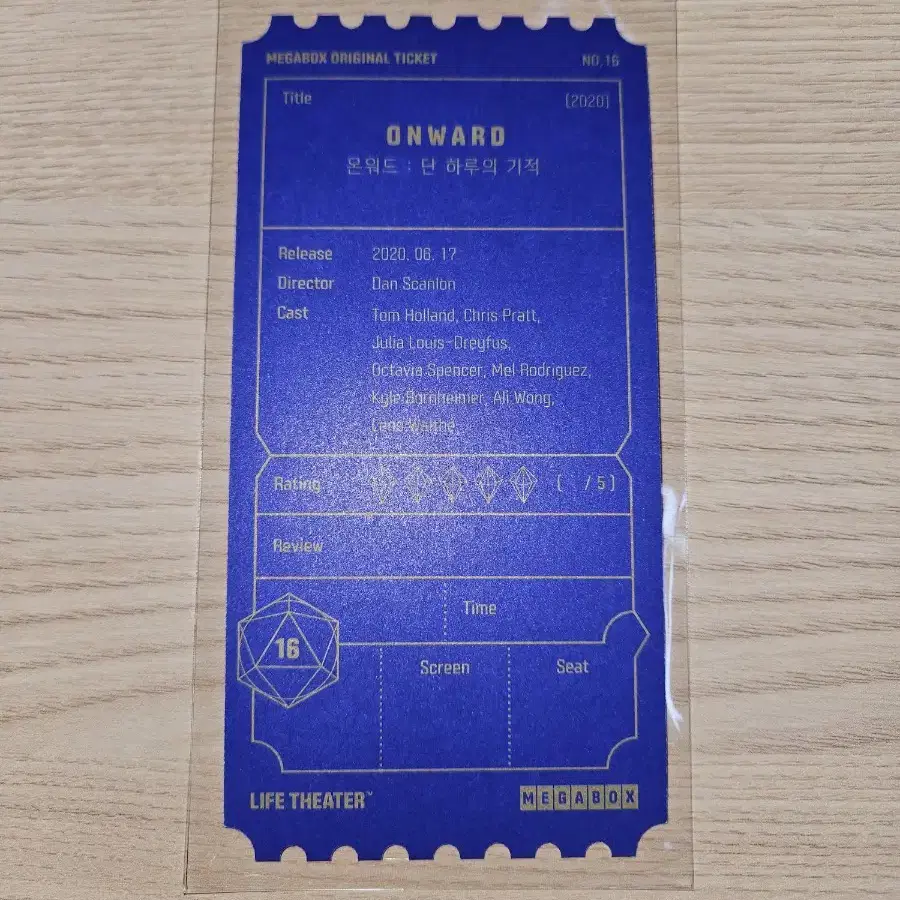 MEGABOX ORIGINAL TICKET NO.16
Title [2020]
ONWARD
온워드 : 단 하루의 기적
Release 2020. 06. 17
Director Dan Scanlon
Cast Tom Holland, Chris Pratt,
Julia Louis-Dreyfus,
Octavia Spencer, Mel Rodriguez,
Kyle Bornheimer, Ali Wong,
Lena Waithe
Rating [ / 5 ]
Review
Time
16
Screen Seat
LIFE THEATER™ MEGABOX